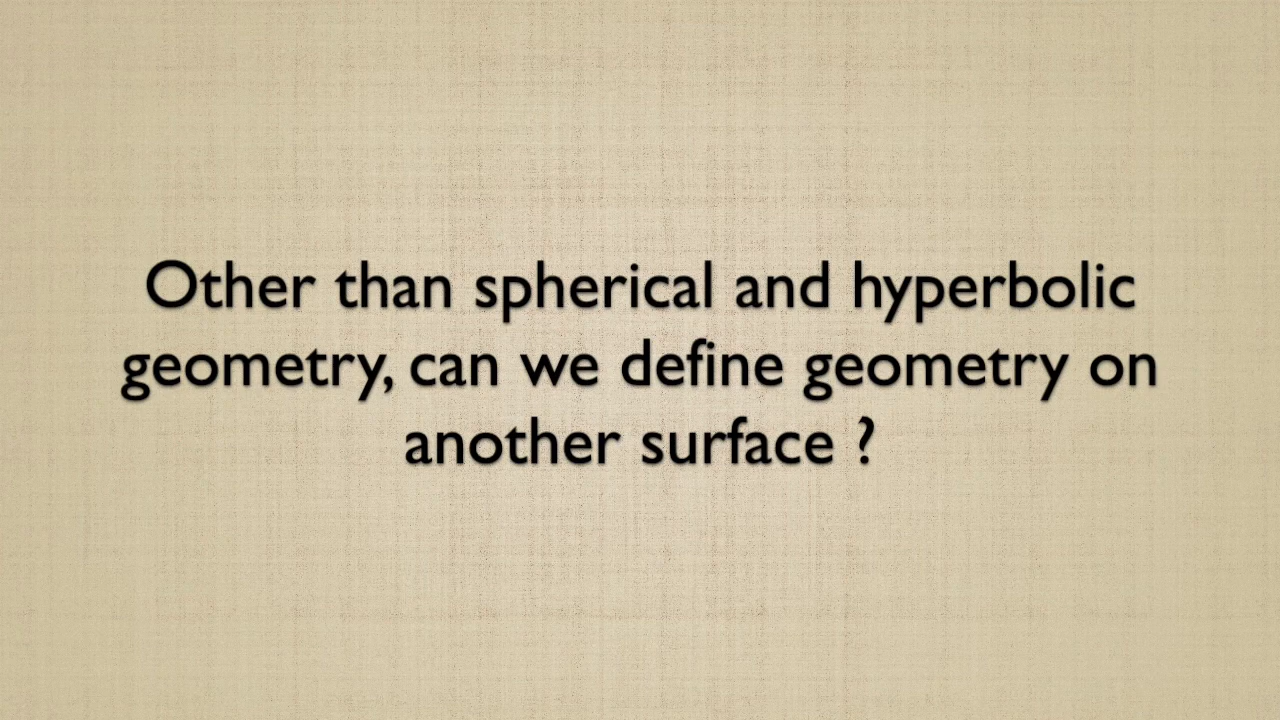 Other than spherical and hyperbolic
geometry, can we define geometry on
another surface ?